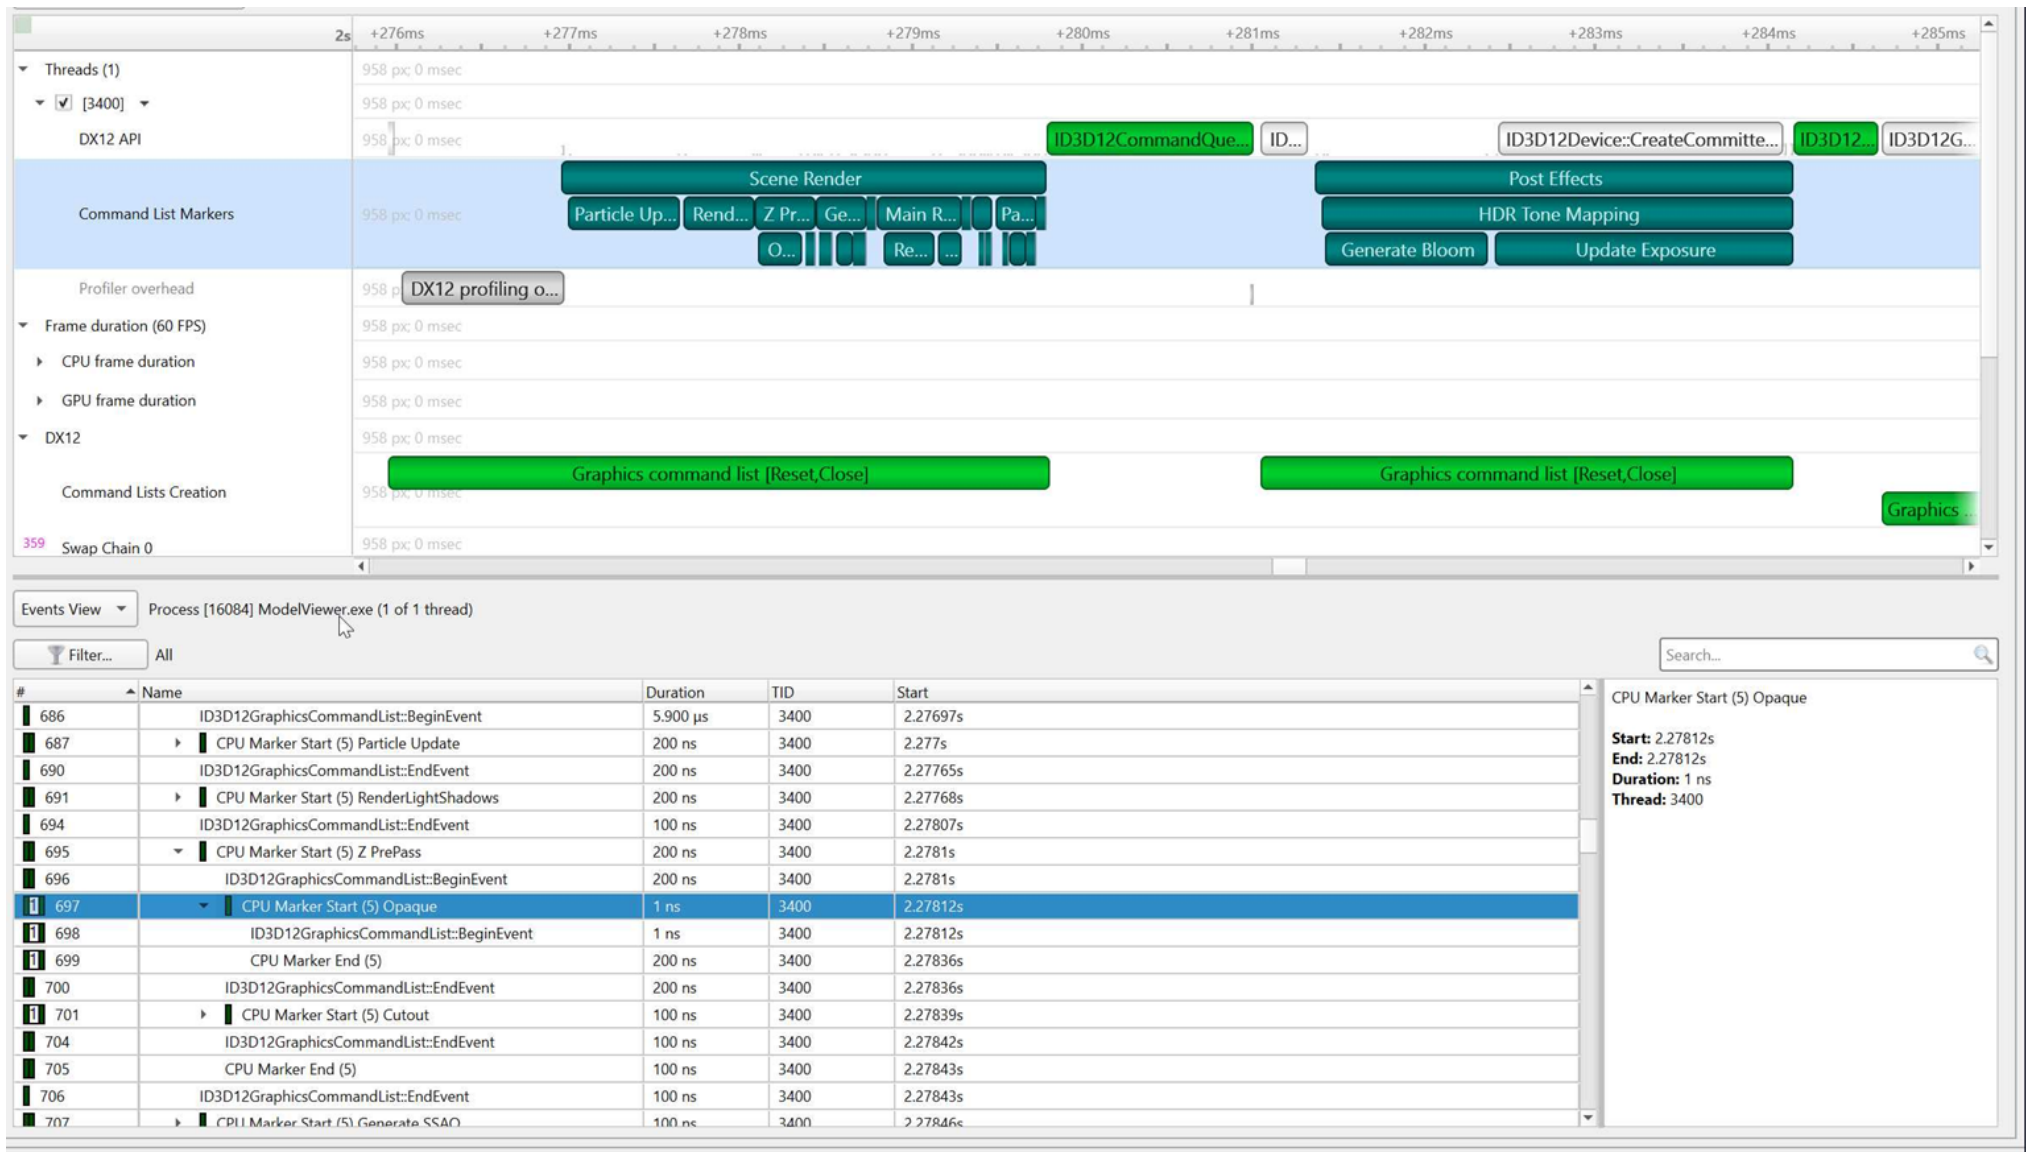 2s +276ms +277ms +278ms +279ms +280ms +281ms +282ms +283ms +284ms +285ms
Threads (1) 958 px; 0 msec
[3400] 958 px; 0 msec
DX12 API 958 px; 0 msec ID3D12CommandQue... ID... ID3D12Device::CreateCommitte... ID3D12... ID3D12G...
Scene Render Post Effects
Command List Markers 958 px; 0 msec Particle Up... Rend... Z Pr... Ge... Main R... Pa... HDR Tone Mapping
O... Re... ... Generate Bloom Update Exposure
Profiler overhead 958 p DX12 profiling o...
Frame duration (60 FPS) 958 px; 0 msec
CPU frame duration 958 px; 0 msec
GPU frame duration 958 px; 0 msec
DX12 958 px; 0 msec
Graphics command list [Reset,Close] Graphics command list [Reset,Close]
Command Lists Creation 958 px; 0 msec
Graphics ...
359 Swap Chain 0 958 px; 0 msec
Events View Process [16084] ModelViewer.exe (1 of 1 thread)
Filter... All Search...
# Name Duration TID Start
686 ID3D12GraphicsCommandList::BeginEvent 5.900 µs 3400 2.27697s
687 CPU Marker Start (5) Particle Update 200 ns 3400 2.277s
690 ID3D12GraphicsCommandList::EndEvent 200 ns 3400 2.27765s
691 CPU Marker Start (5) RenderLightShadows 200 ns 3400 2.27768s
694 ID3D12GraphicsCommandList::EndEvent 100 ns 3400 2.27807s
695 CPU Marker Start (5) Z PrePass 200 ns 3400 2.2781s
696 ID3D12GraphicsCommandList::BeginEvent 200 ns 3400 2.2781s
1 697 CPU Marker Start (5) Opaque 1 ns 3400 2.27812s
1 698 ID3D12GraphicsCommandList::BeginEvent 1 ns 3400 2.27812s
1 699 CPU Marker End (5) 200 ns 3400 2.27836s
700 ID3D12GraphicsCommandList::EndEvent 200 ns 3400 2.27836s
1 701 CPU Marker Start (5) Cutout 100 ns 3400 2.27839s
704 ID3D12GraphicsCommandList::EndEvent 100 ns 3400 2.27842s
705 CPU Marker End (5) 100 ns 3400 2.27843s
706 ID3D12GraphicsCommandList::EndEvent 100 ns 3400 2.27843s
707 CPU Marker Start (5) Generate SSAO 100 ns 3400 2.27846s
CPU Marker Start (5) Opaque
Start: 2.27812s
End: 2.27812s
Duration: 1 ns
Thread: 3400